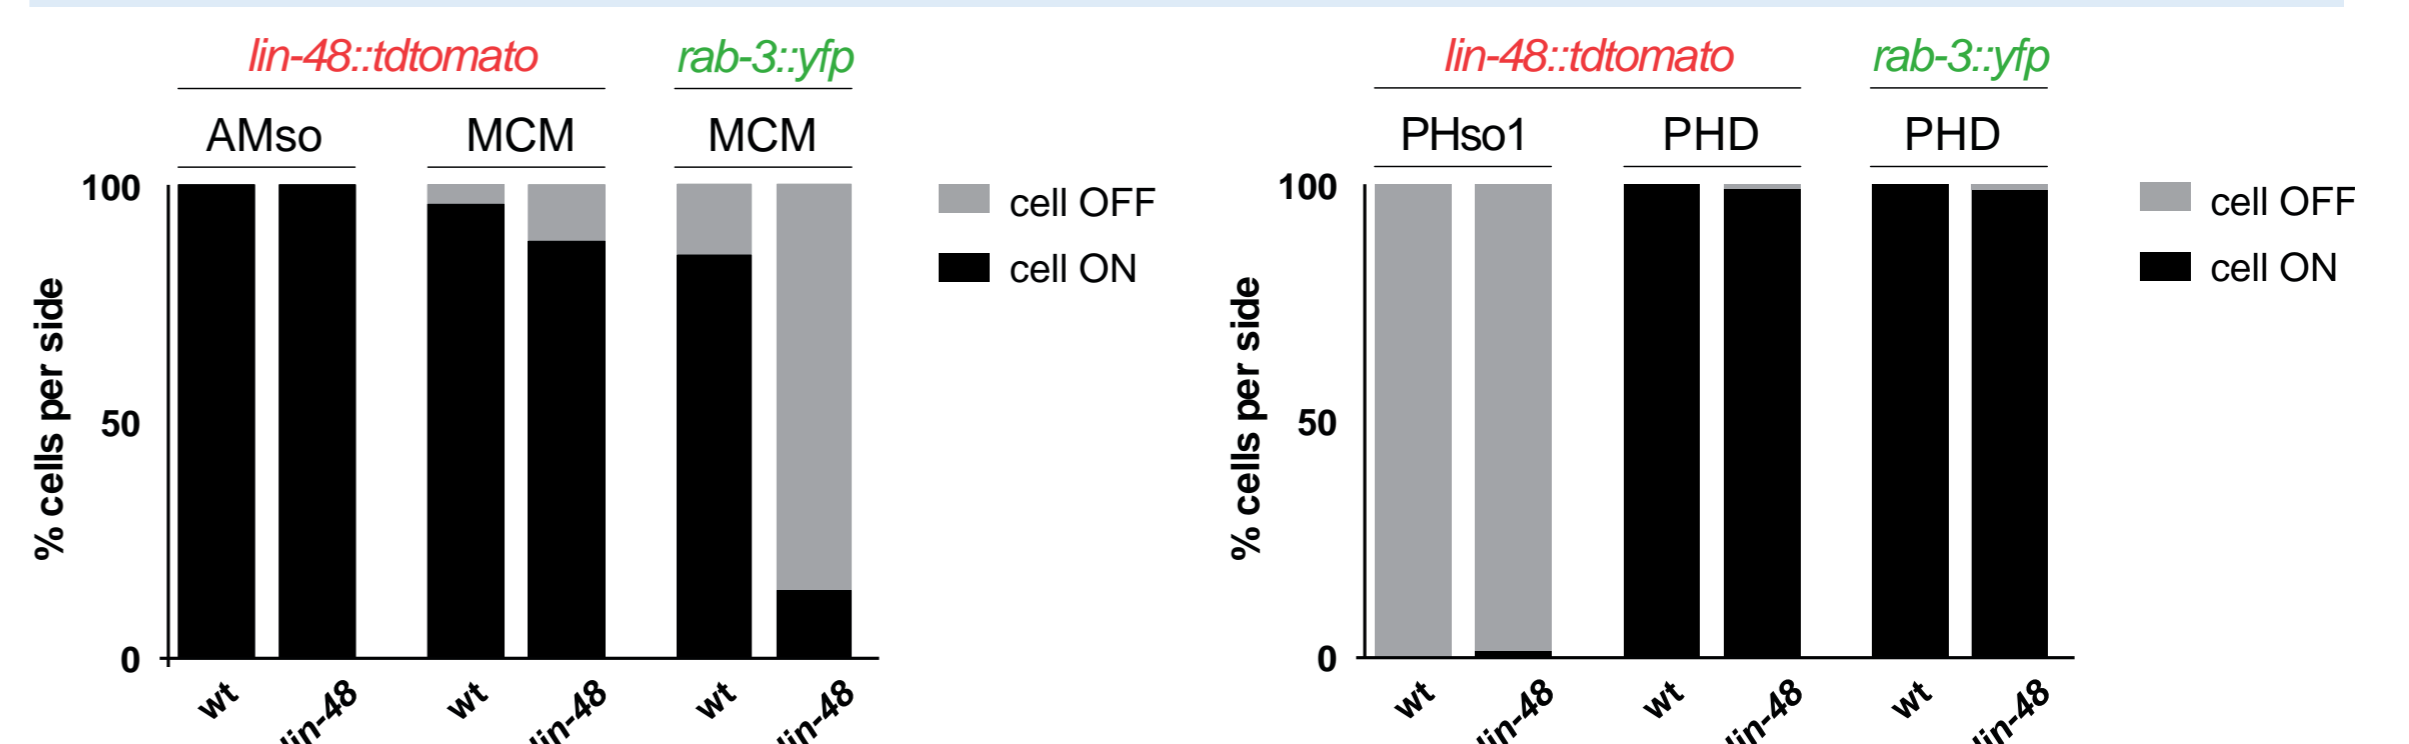 lin-48::tdtomato rab-3::yfp
AMso MCM MCM
100
50
0
% cells per side
cell OFF
cell ON
wt lin-48 wt lin-48 wt lin-48
lin-48::tdtomato rab-3::yfp
PHso1 PHD PHD
100
50
0
% cells per side
cell OFF
cell ON
wt lin-48 wt lin-48 wt lin-48